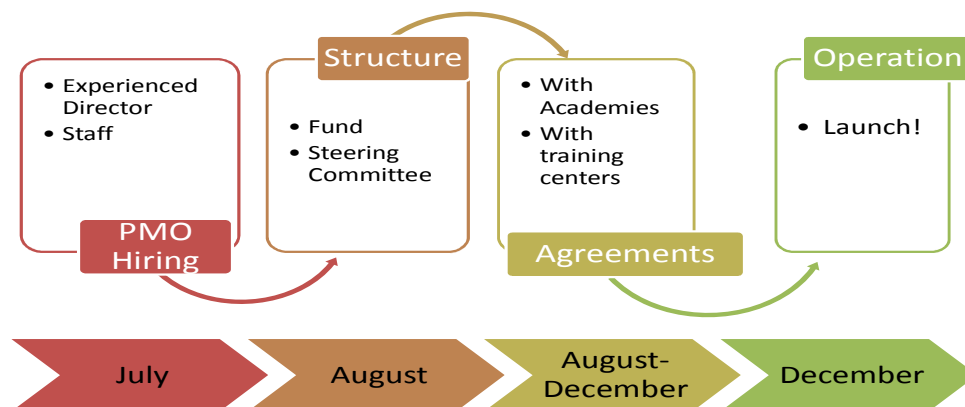 • Experienced
Director
• Staff
PMO
Hiring
Structure
• Fund
• Steering
Committee
• With
Academies
• With
training
centers
Agreements
Operation
• Launch!
July
August
August-
December
December